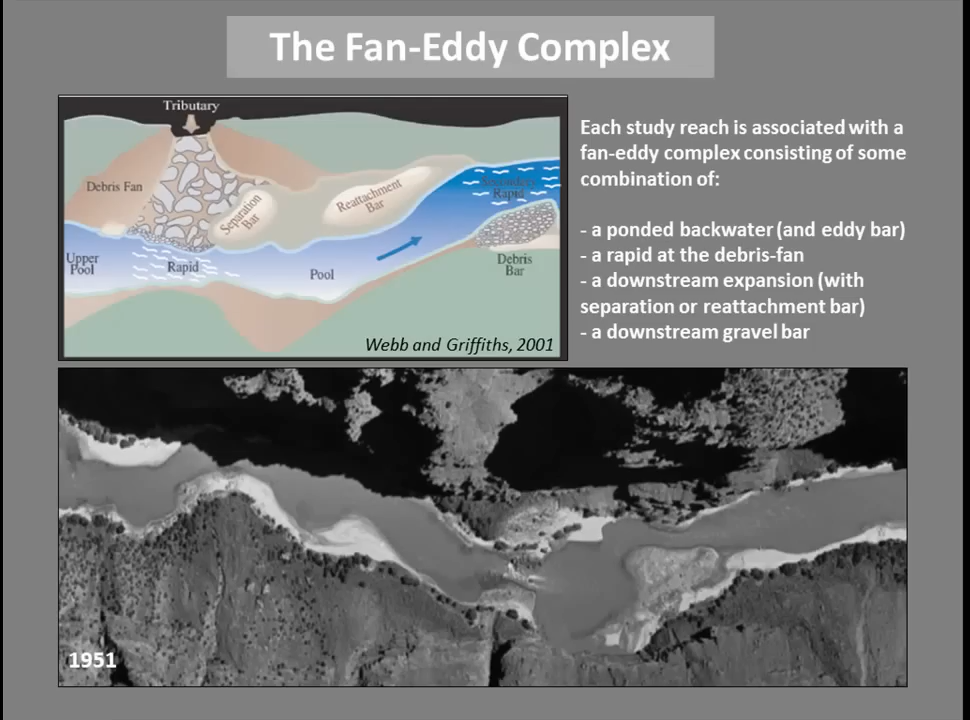 The Fan-Eddy Complex
Tributary
Debris Fan
Separation
Bar
Reattachment
Bar
Secondary
Rapid
Upper
Pool
Rapid
Pool
Debris
Bar
Webb and Griffiths, 2001
Each study reach is associated with a
fan-eddy complex consisting of some
combination of:
- a ponded backwater (and eddy bar)
- a rapid at the debris-fan
- a downstream expansion (with
separation or reattachment bar)
- a downstream gravel bar
1951